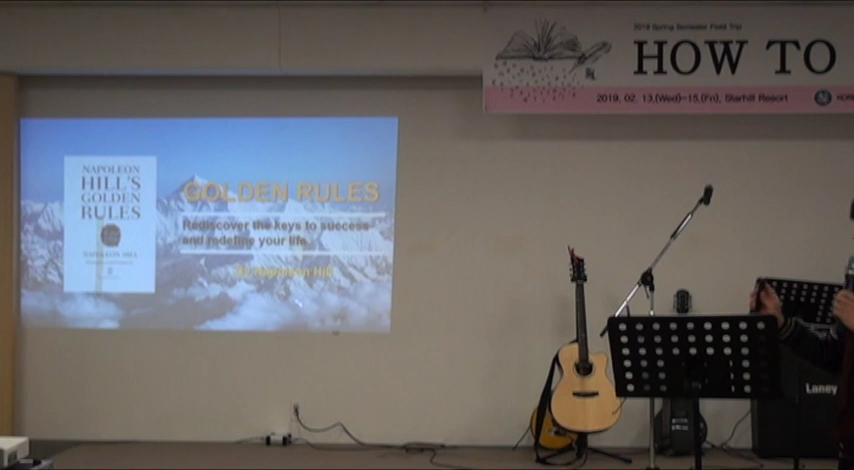 2019 Spring Semester Field Trip
HOW TO
2019. 02. 13.(Wed)-15.(Fri), Starhill Resort
NAPOLEON
HILL'S
GOLDEN
RULES
NAPOLEON HILL
GOLDEN RULES
Rediscover the keys to success
and redefine your life
By Napoleon Hill
Laney